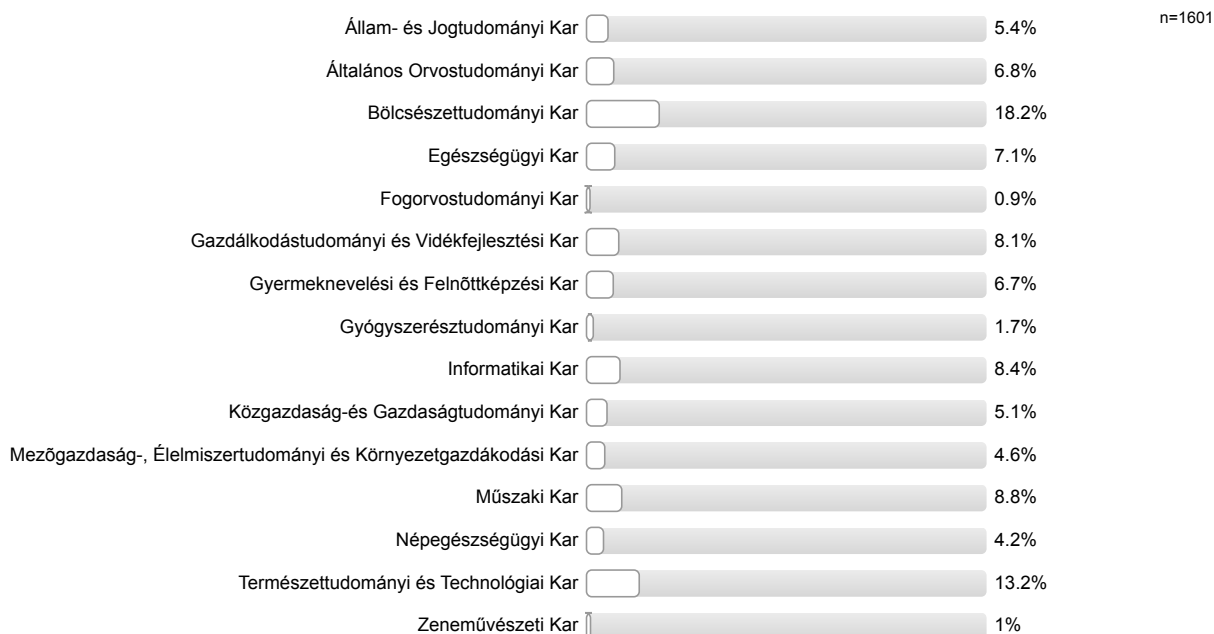 n=1601
Állam- és Jogtudományi Kar 5.4%
Általános Orvostudományi Kar 6.8%
Bölcsészettudományi Kar 18.2%
Egészségügyi Kar 7.1%
Fogorvostudományi Kar 0.9%
Gazdálkodástudományi és Vidékfejlesztési Kar 8.1%
Gyermeknevelési és Felnõttképzési Kar 6.7%
Gyógyszerésztudományi Kar 1.7%
Informatikai Kar 8.4%
Közgazdaság-és Gazdaságtudományi Kar 5.1%
Mezõgazdaság-, Élelmiszertudományi és Környezetgazdákodási Kar 4.6%
Műszaki Kar 8.8%
Népegészségügyi Kar 4.2%
Természettudományi és Technológiai Kar 13.2%
Zeneművészeti Kar 1%